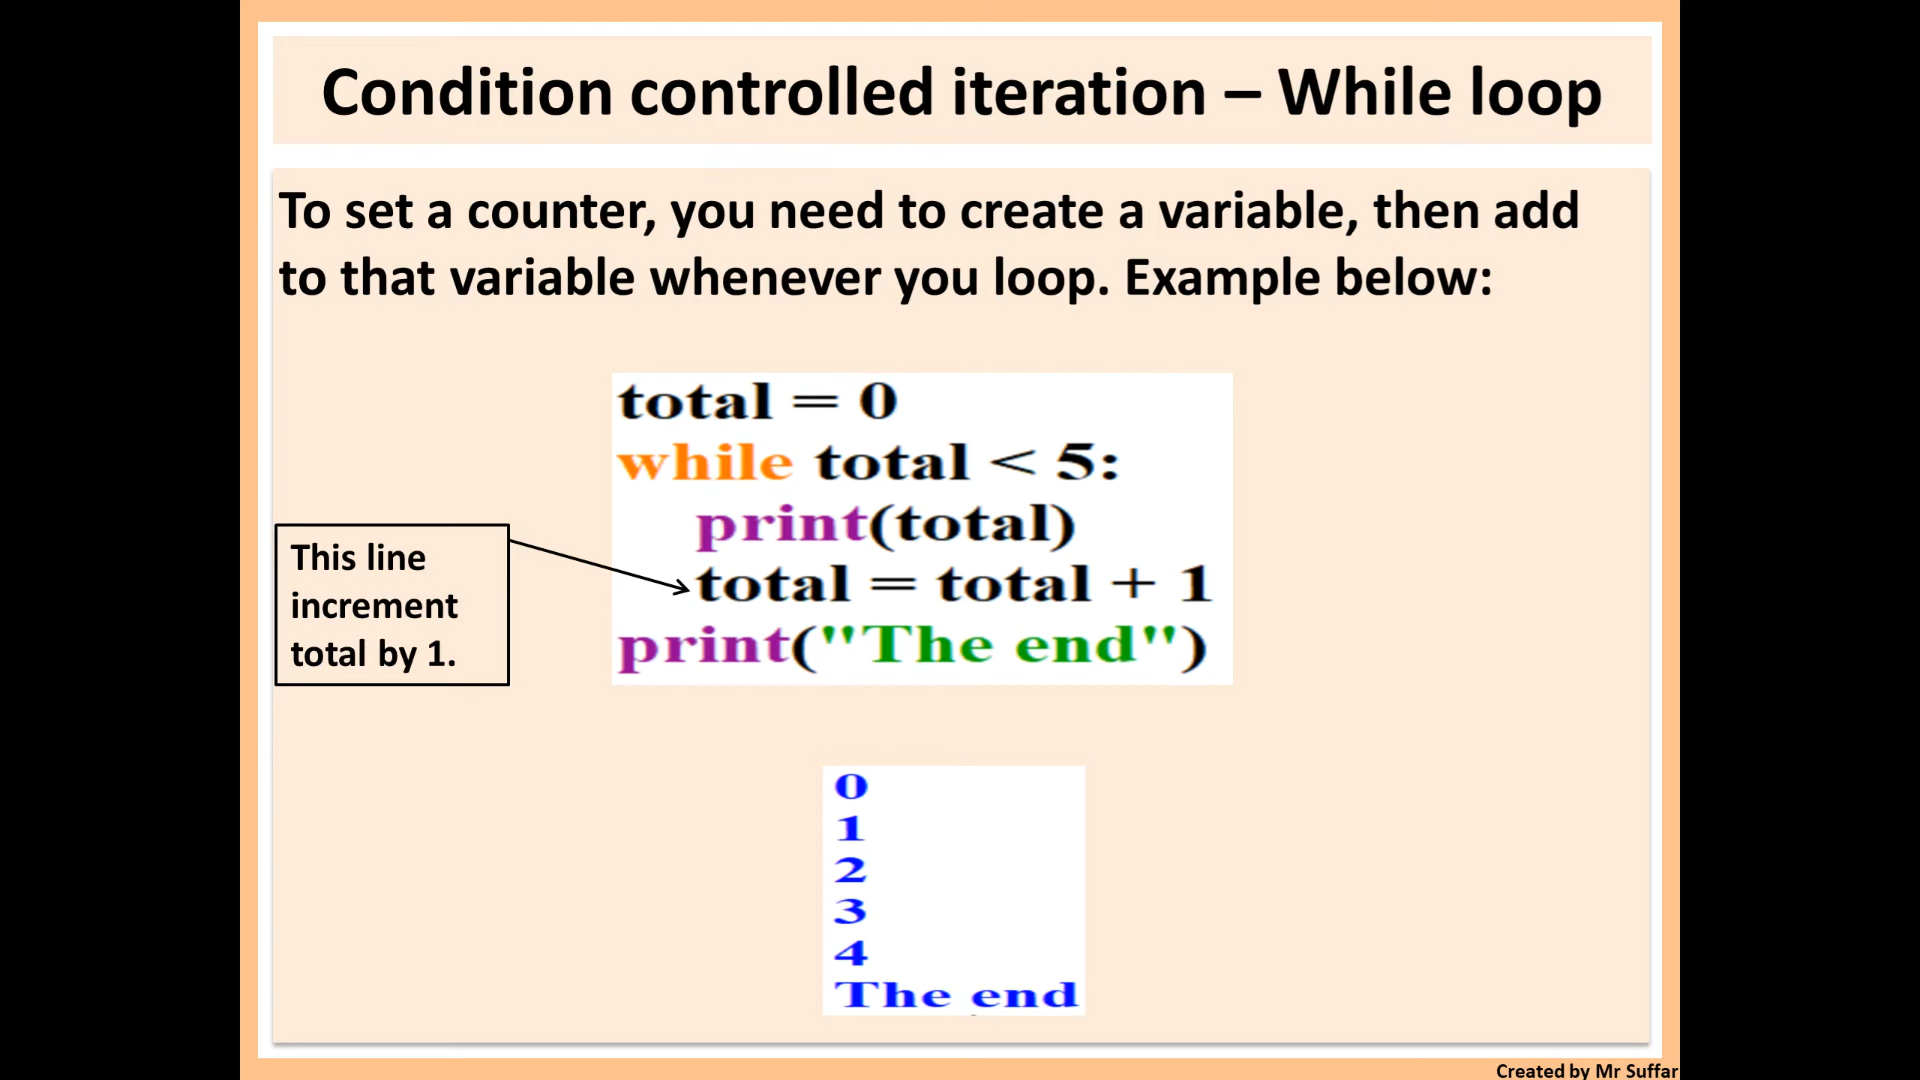 Condition controlled iteration – While loop
To set a counter, you need to create a variable, then add
to that variable whenever you loop. Example below:
total = 0
while total < 5:
    print(total)
    total = total + 1
print("The end")
This line
increment
total by 1.
0
1
2
3
4
The end
Created by Mr Suffar